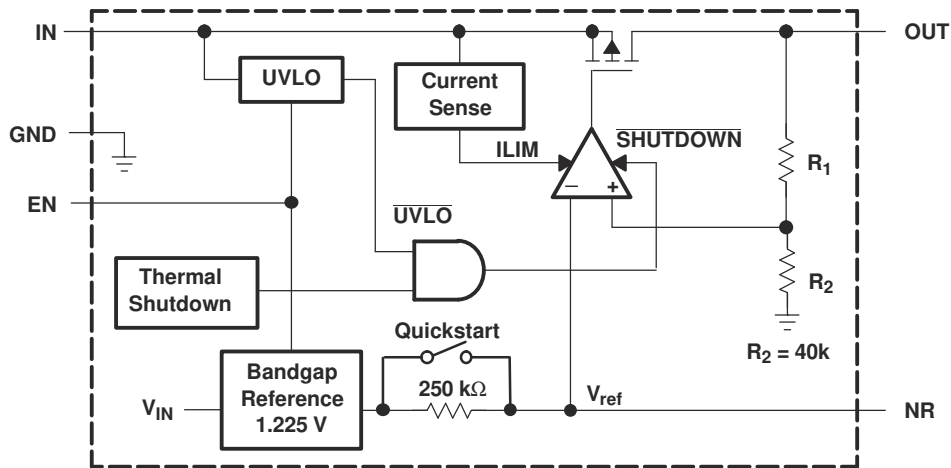 IN
OUT
UVLO
Current
Sense
GND
SHUTDOWN
ILIM
R1
− +
EN
UVLO
Thermal
Shutdown
R2
Quickstart
R2 = 40k
Bandgap
Reference
1.225 V
250 kΩ
VIN
Vref
NR